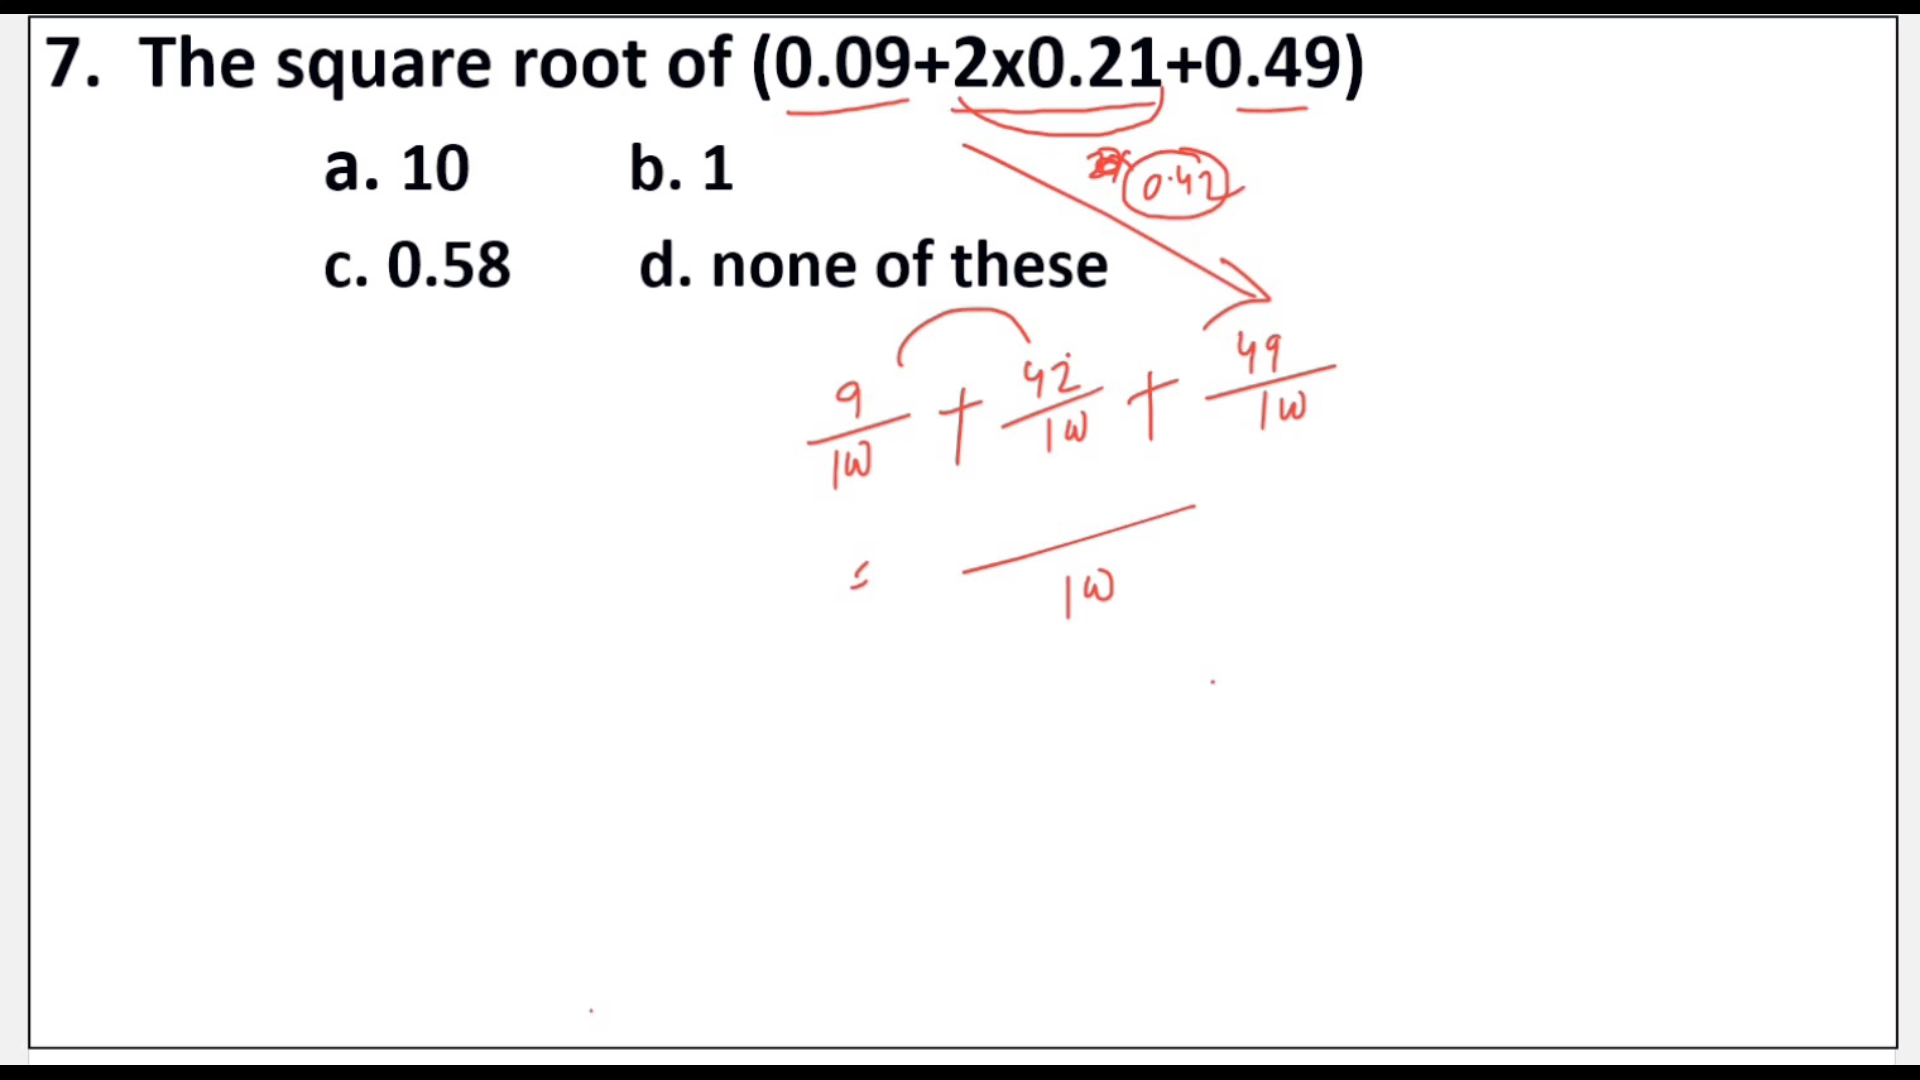 7. The square root of (0.09+2x0.21+0.49)
a. 10 b. 1
0.42
c. 0.58 d. none of these
9/100 + 42/100 + 49/100
= /100